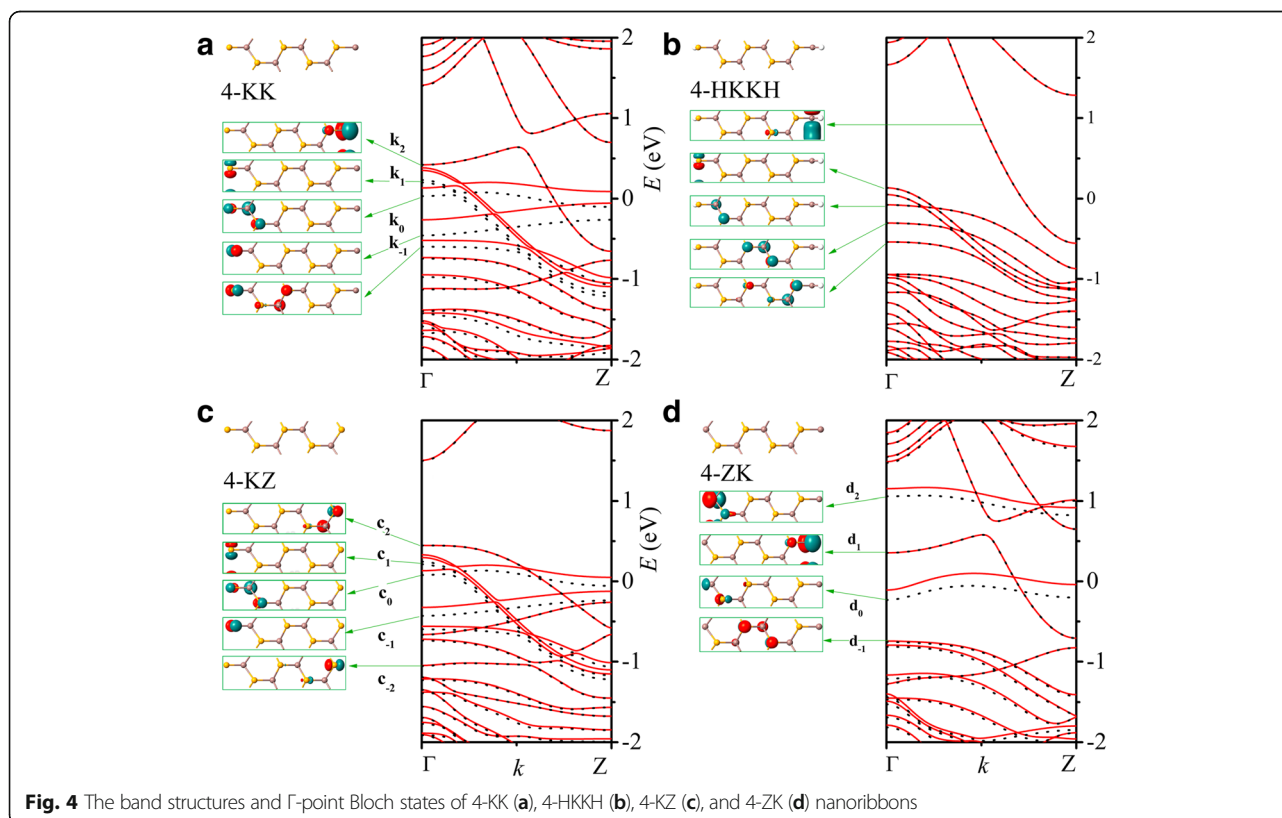 a
4-KK
k2
k1
k0
k-1
2
1
0
-1
-2
E (eV)
Γ
Z
b
4-HKKH
2
1
0
-1
-2
E (eV)
Γ
Z
c
4-KZ
c2
c1
c0
c-1
c-2
2
1
0
-1
-2
E (eV)
Γ
k
Z
d
4-ZK
d2
d1
d0
d-1
2
1
0
-1
-2
Γ
k
Z
Fig. 4 The band structures and Γ-point Bloch states of 4-KK (a), 4-HKKH (b), 4-KZ (c), and 4-ZK (d) nanoribbons